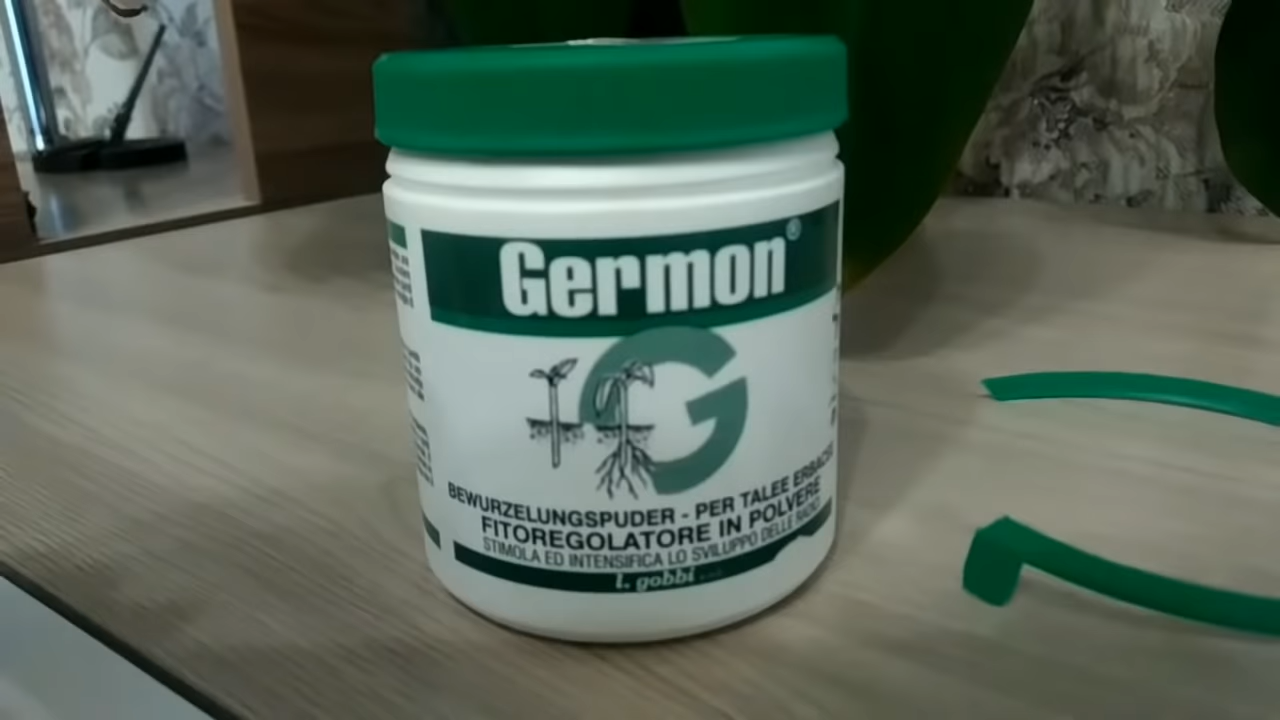 Germon®
G
BEWURZELUNGSPUDER - PER TALEE ERBACEE
FITOREGOLATORE IN POLVERE
STIMOLA ED INTENSIFICA LO SVILUPPO DELLE RADICI
l. gobbi